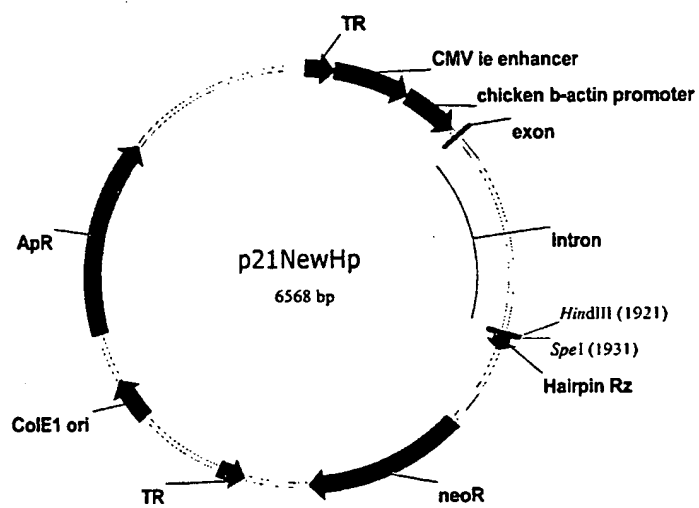 TR
CMV ie enhancer
chicken b-actin promoter
exon
ApR
p21NewHp
6568 bp
intron
HindIII (1921)
SpeI (1931)
Hairpin Rz
ColE1 ori
TR
neoR